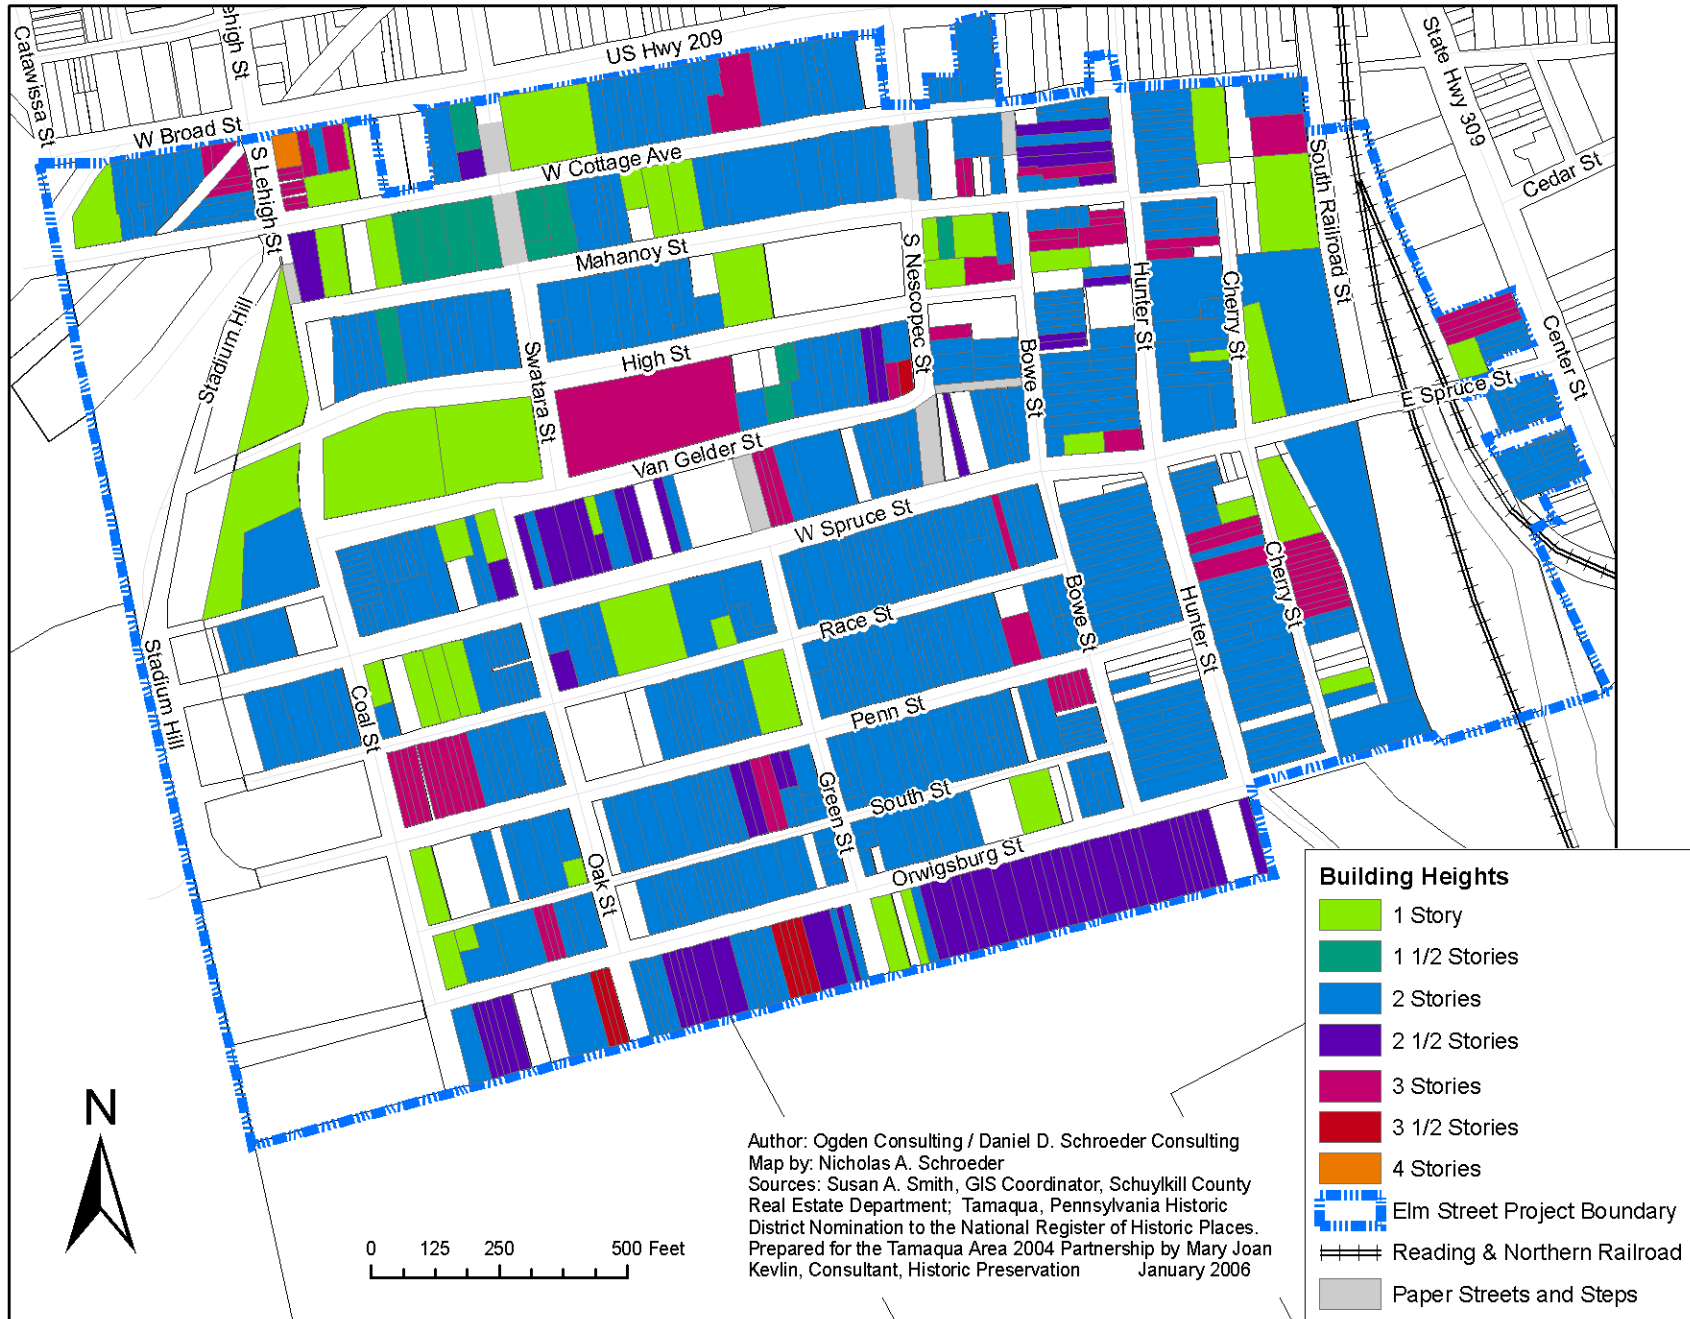 Catawissa St
ehigh St
US Hwy 209
State Hwy 309
W Broad St
S Lehigh St
W Cottage Ave
South Railroad St
Cedar St
Mahanoy St
S Nescopec St
Hunter St
Cherry St
Stadium Hill
High St
Swatara St
Bowe St
Center St
E Spruce St
Van Gelder St
W Spruce St
Race St
Bowe St
Hunter St
Cherry St
Stadium Hill
Coal St
Penn St
Green St
South St
Oak St
Orwigsburg St
Building Heights
1 Story
1 1/2 Stories
2 Stories
2 1/2 Stories
3 Stories
3 1/2 Stories
4 Stories
Elm Street Project Boundary
Reading & Northern Railroad
Paper Streets and Steps
N
0 125 250 500 Feet
Author: Ogden Consulting / Daniel D. Schroeder Consulting
Map by: Nicholas A. Schroeder
Sources: Susan A. Smith, GIS Coordinator, Schuylkill County
Real Estate Department; Tamaqua, Pennsylvania Historic
District Nomination to the National Register of Historic Places.
Prepared for the Tamaqua Area 2004 Partnership by Mary Joan
Kevlin, Consultant, Historic Preservation January 2006